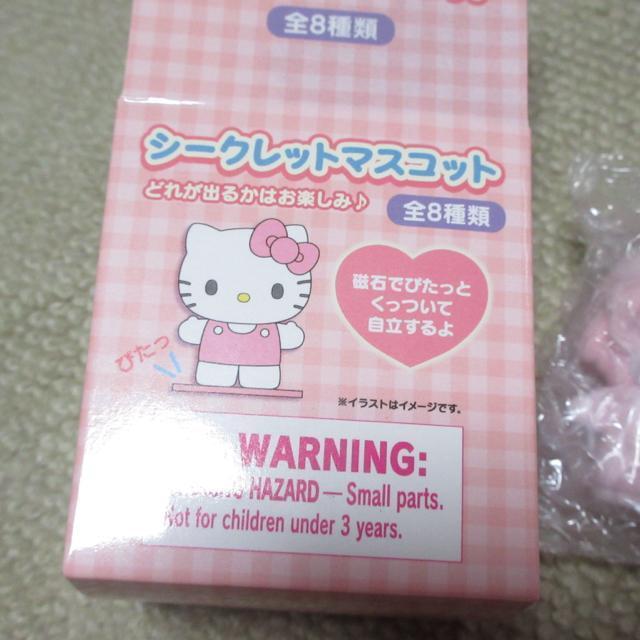 全8種類
シークレットマスコット
どれが出るかはお楽しみ♪
全8種類
磁石でぴたっと
くっついて
自立するよ
ぴたっ
※イラストはイメージです。
WARNING:
HAZARD — Small parts.
Not for children under 3 years.